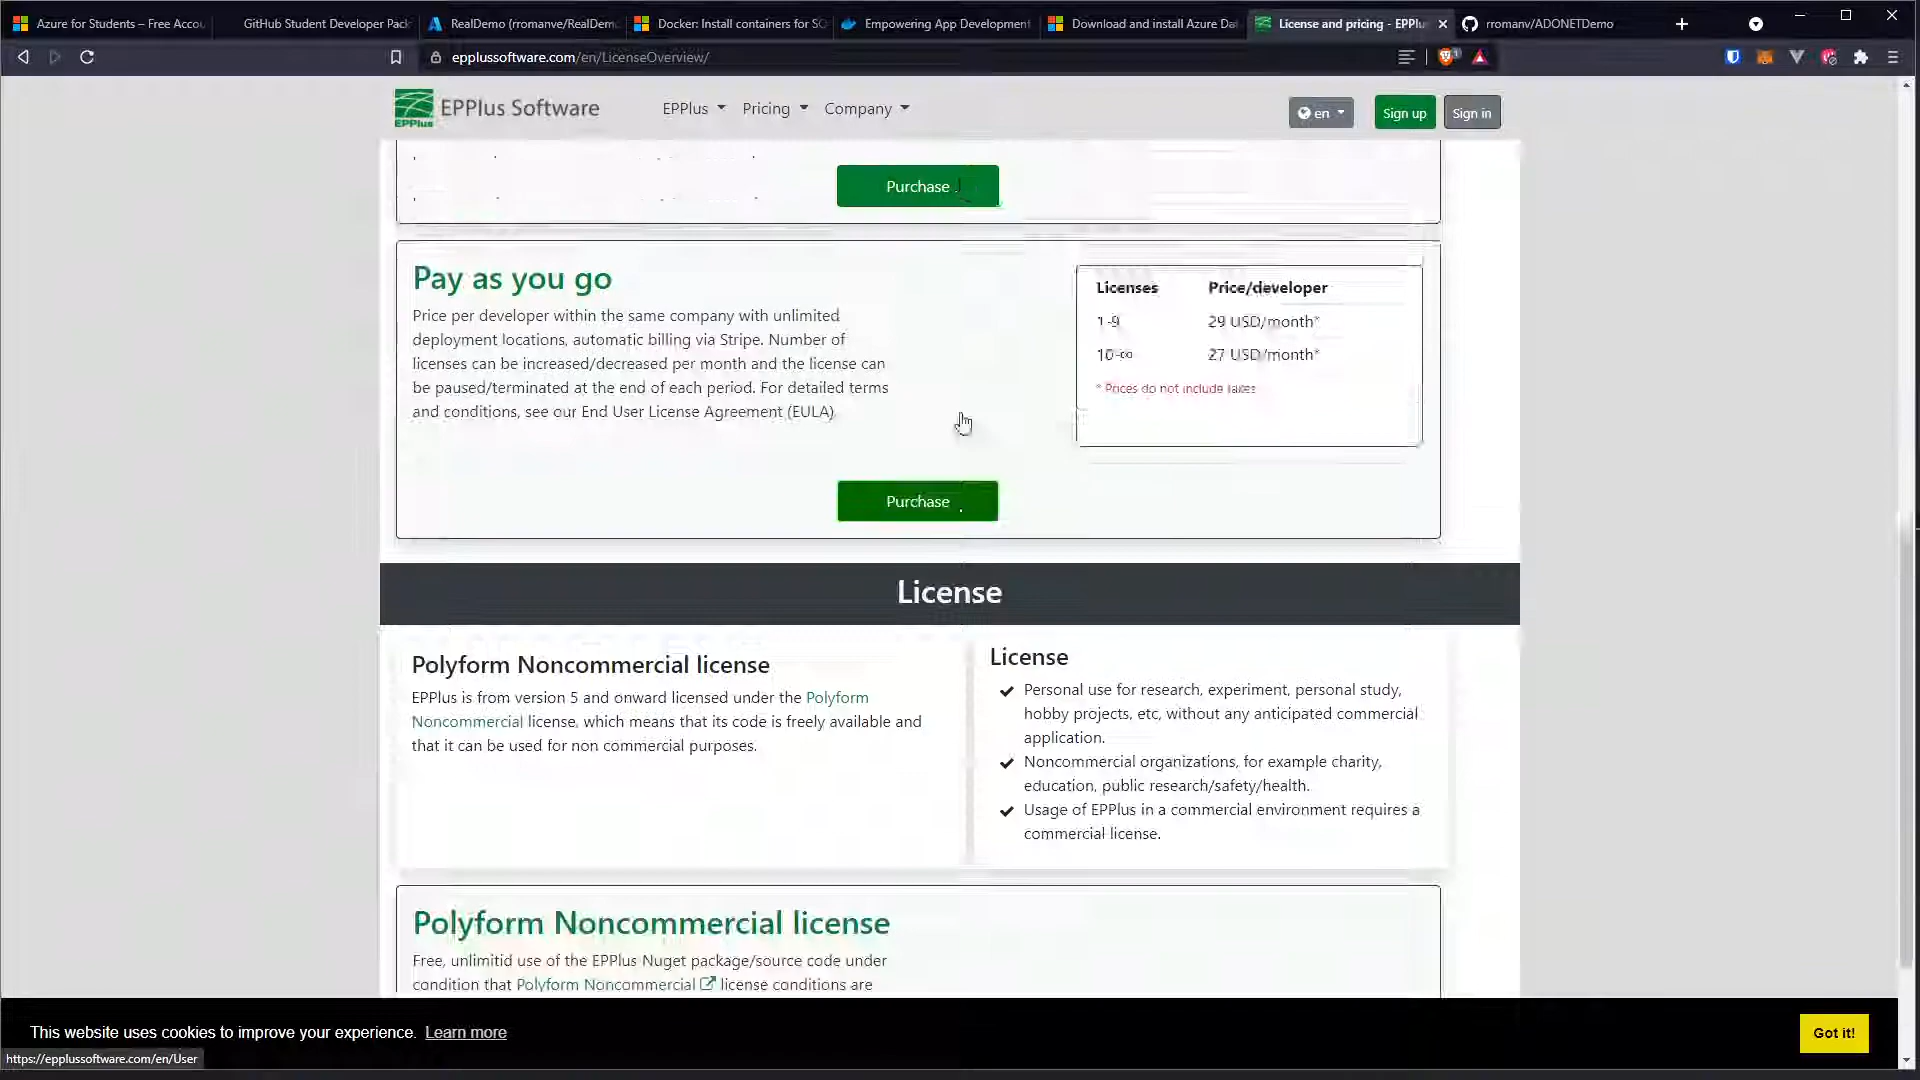 Azure for Students – Free Accou
GitHub Student Developer Pack
RealDemo (rromanve/RealDemo
Docker: Install containers for SQ
Empowering App Development
Download and install Azure Dat
License and pricing - EPPlu
rromanv/ADONETDemo
epplussoftware.com/en/LicenseOverview/
EPPlus Software
EPPlus
Pricing
Company
en
Sign up
Sign in
Purchase
Pay as you go
Price per developer within the same company with unlimited
deployment locations, automatic billing via Stripe. Number of
licenses can be increased/decreased per month and the license can
be paused/terminated at the end of each period. For detailed terms
and conditions, see our End User License Agreement (EULA).
Licenses Price/developer
1-9 29 USD/month*
10-∞ 27 USD/month*
* Prices do not include taxes
Purchase
License
Polyform Noncommercial license
EPPlus is from version 5 and onward licensed under the Polyform
Noncommercial license, which means that its code is freely available and
that it can be used for non commercial purposes.
License
Personal use for research, experiment, personal study,
hobby projects, etc, without any anticipated commercial
application.
Noncommercial organizations, for example charity,
education, public research/safety/health.
Usage of EPPlus in a commercial environment requires a
commercial license.
Polyform Noncommercial license
Free, unlimitid use of the EPPlus Nuget package/source code under
condition that Polyform Noncommercial license conditions are
This website uses cookies to improve your experience. Learn more
Got it!
https://epplussoftware.com/en/User